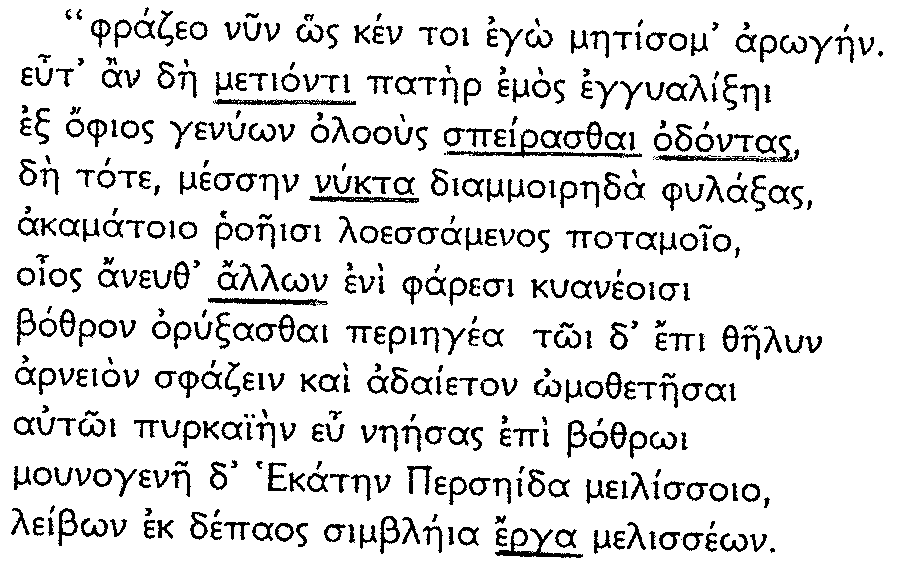 “φράζεο νῦν ὥς κέν τοι ἐγὼ μητίσομ’ ἀρωγήν.
εὖτ’ ἂν δὴ μετιόντι πατὴρ ἐμὸς ἐγγυαλίξηι
ἐξ ὄφιος γενύων ὀλοοὺς σπείρασθαι ὀδόντας,
δὴ τότε, μέσσην νύκτα διαμμοιρηδὰ φυλάξας,
ἀκαμάτοιο ῥοῆισι λοεσσάμενος ποταμοῖο,
οἶος ἄνευθ’ ἄλλων ἐνὶ φάρεσι κυανέοισι
βόθρον ὀρύξασθαι περιηγέα τῶι δ’ ἔπι θῆλυν
ἀρνειὸν σφάζειν καὶ ἀδαίετον ὠμοθετῆσαι
αὐτῶι πυρκαϊὴν εὖ νηήσας ἐπὶ βόθρωι
μουνογενῆ δ’ Ἑκάτην Περσηίδα μειλίσσοιο,
λείβων ἐκ δέπαος σιμβλήια ἔργα μελισσέων.